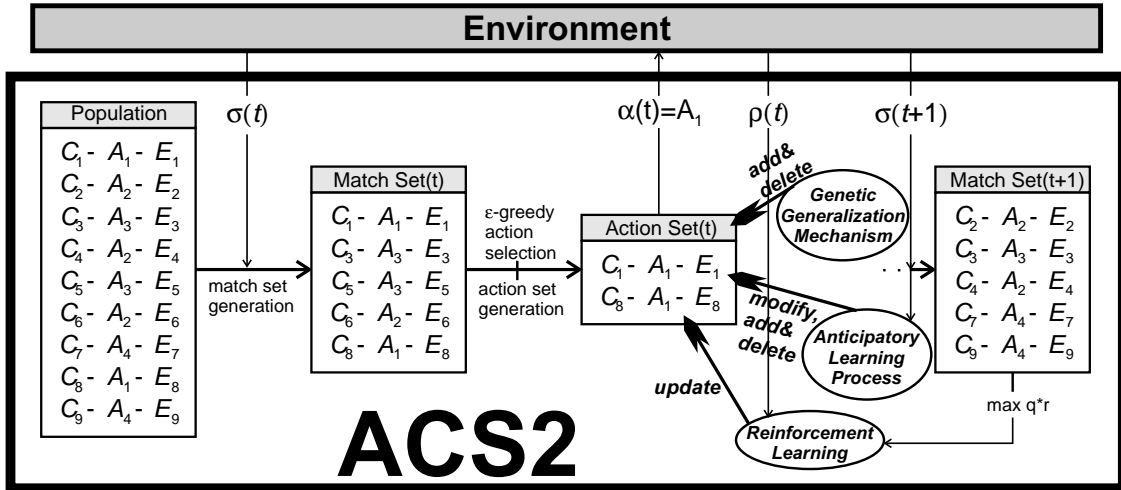 Environment
σ(t)
α(t)=A₁
ρ(t)
σ(t+1)
Population
C₁- A₁- E₁
C₂- A₂- E₂
C₃- A₃- E₃
C₄- A₂- E₄
C₅- A₃- E₅
C₆- A₂- E₆
C₇- A₄- E₇
C₈- A₁- E₈
C₉- A₄- E₉
match set
generation
Match Set(t)
C₁- A₁- E₁
C₃- A₃- E₃
C₅- A₃- E₅
C₆- A₂- E₆
C₈- A₁- E₈
ε-greedy
action
selection
action set
generation
Action Set(t)
C₁- A₁- E₁
C₈- A₁- E₈
add&
delete
Genetic
Generalization
Mechanism
modify,
add&
delete
Anticipatory
Learning
Process
update
Reinforcement
Learning
. .
Match Set(t+1)
C₂- A₂- E₂
C₃- A₃- E₃
C₄- A₂- E₄
C₇- A₄- E₇
C₉- A₄- E₉
max q*r
ACS2